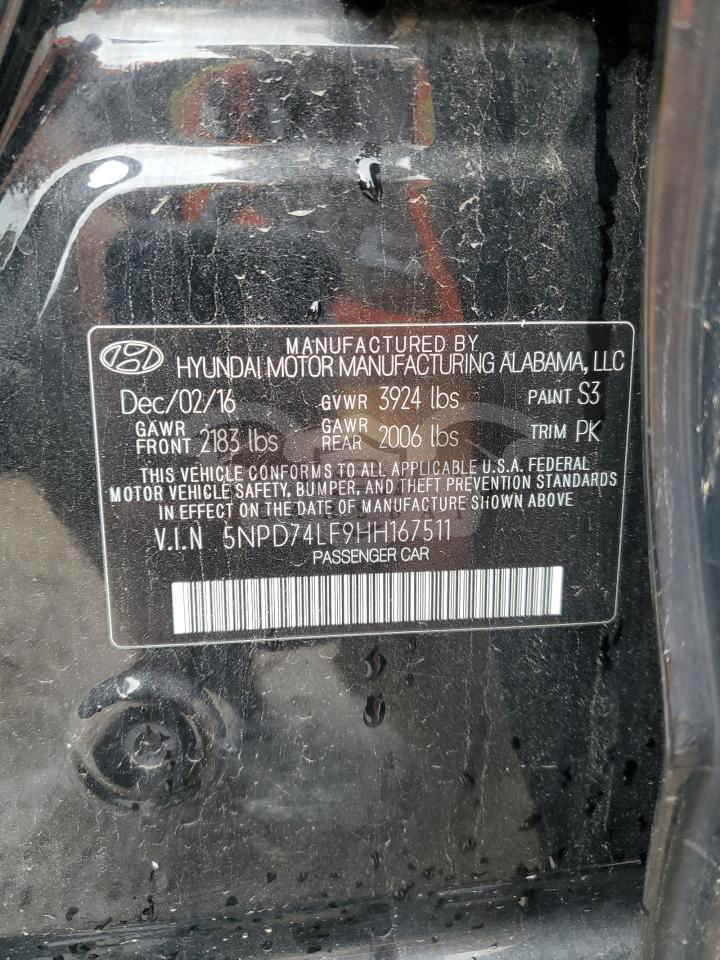 MANUFACTURED BY
HYUNDAI MOTOR MANUFACTURING ALABAMA, LLC
Dec/02/16 GVWR 3924 lbs PAINT S3
GAWR FRONT 2183 lbs GAWR REAR 2006 lbs TRIM PK
THIS VEHICLE CONFORMS TO ALL APPLICABLE U.S.A. FEDERAL
MOTOR VEHICLE SAFETY, BUMPER, AND THEFT PREVENTION STANDARDS
IN EFFECT ON THE DATE OF MANUFACTURE SHOWN ABOVE
V.I.N 5NPD74LF9HH167511
PASSENGER CAR